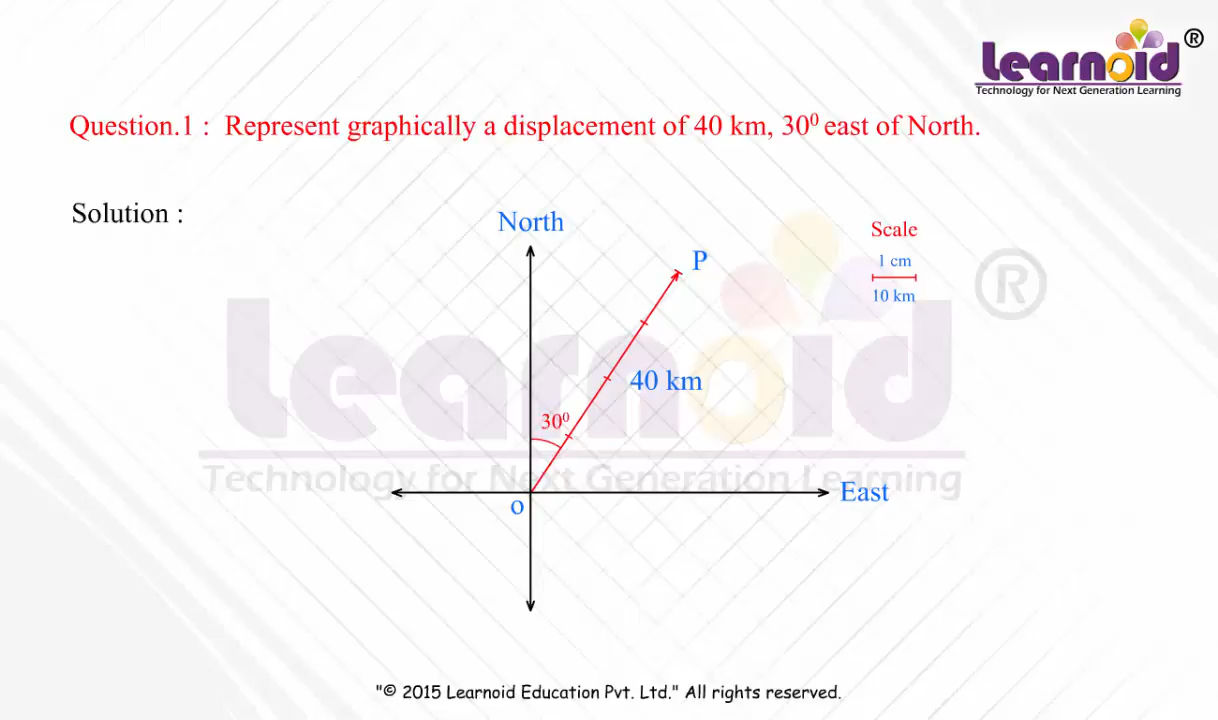 Learnoid ®
Technology for Next Generation Learning
Question.1 : Represent graphically a displacement of 40 km, 30⁰ east of North.
Solution :
North
Scale
P
1 cm
10 km
®
Learnoid
40 km
30⁰
Technology for Next Generation Learning
East
o
"© 2015 Learnoid Education Pvt. Ltd." All rights reserved.